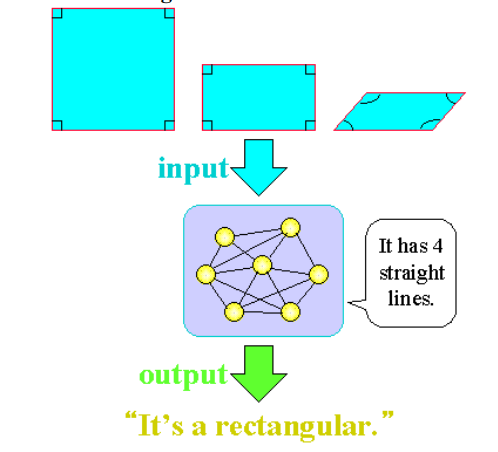 input
It has 4
straight
lines.
output
“It’s a rectangular.”